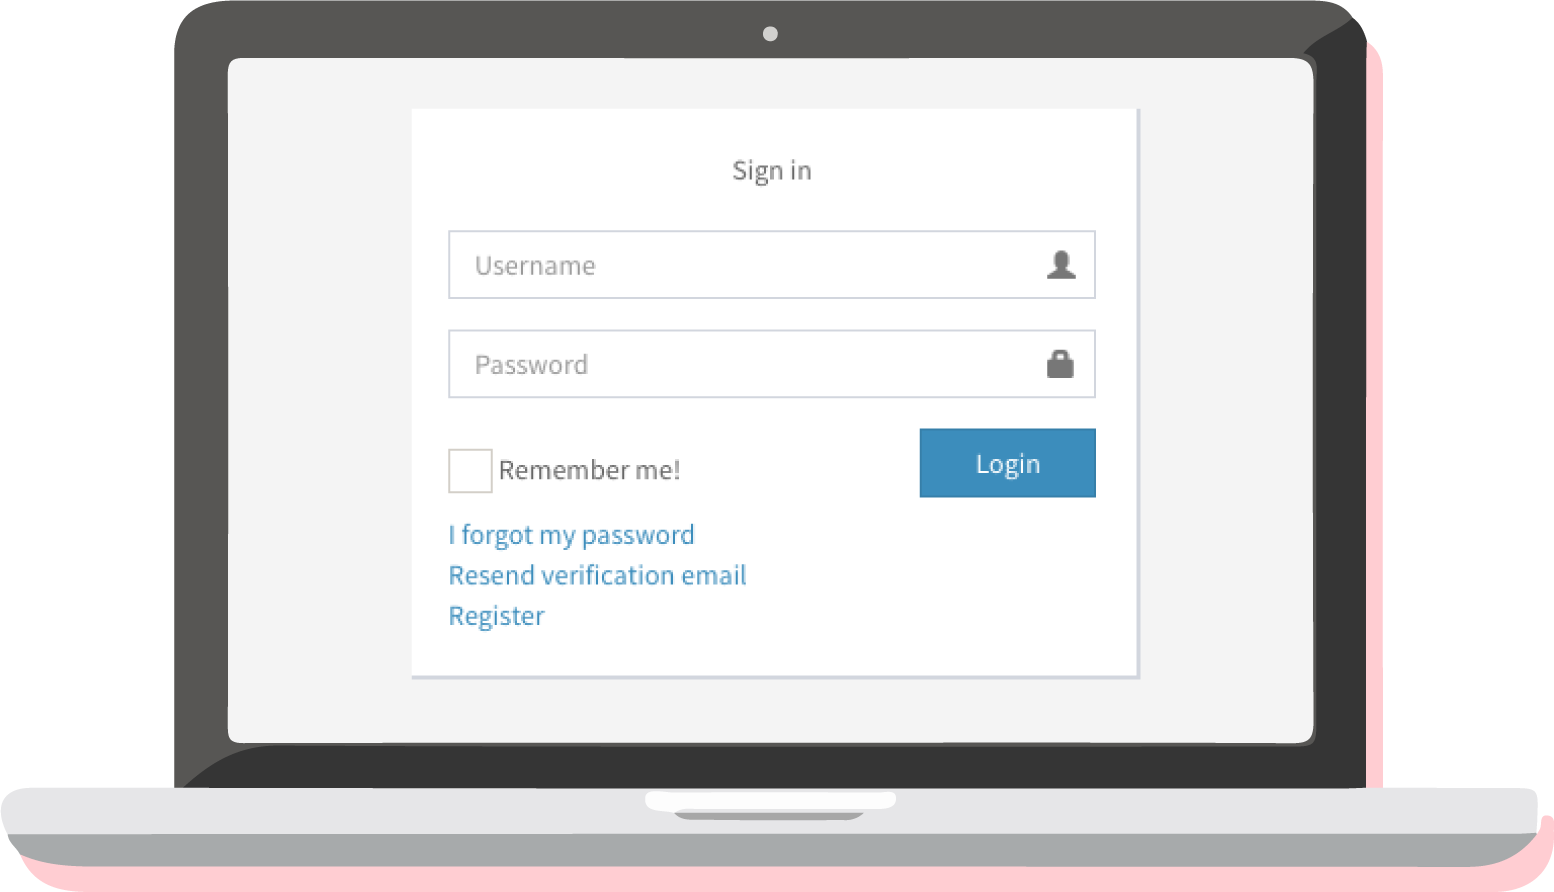 Sign in
Username
Password
Remember me!
Login
I forgot my password
Resend verification email
Register